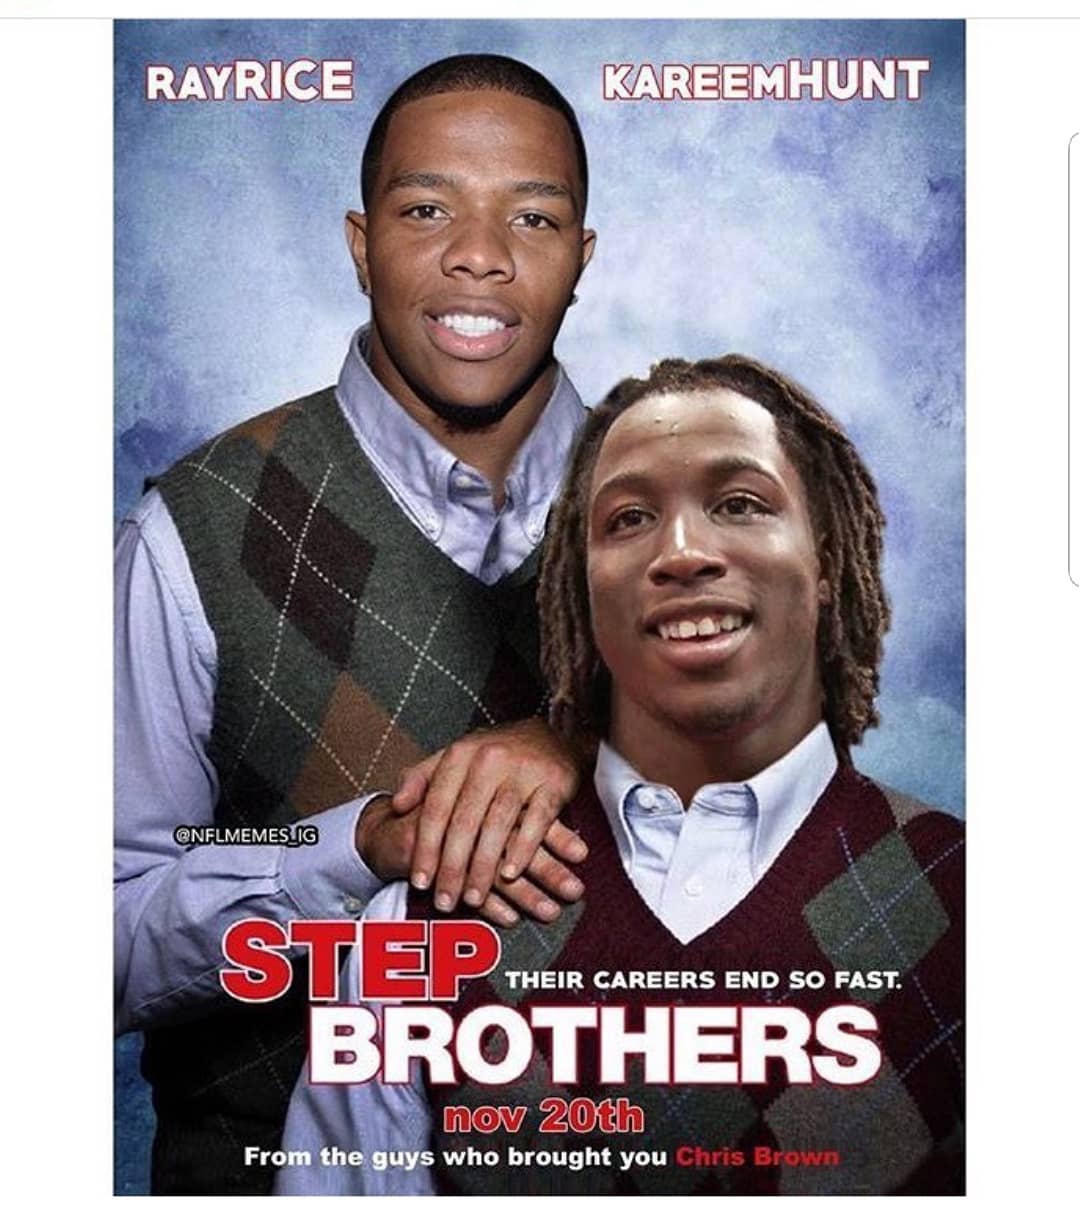 RAYRICE
KAREEMHUNT
@NFLMEMES_IG
STEP
THEIR CAREERS END SO FAST.
BROTHERS
nov 20th
From the guys who brought you Chris Brown